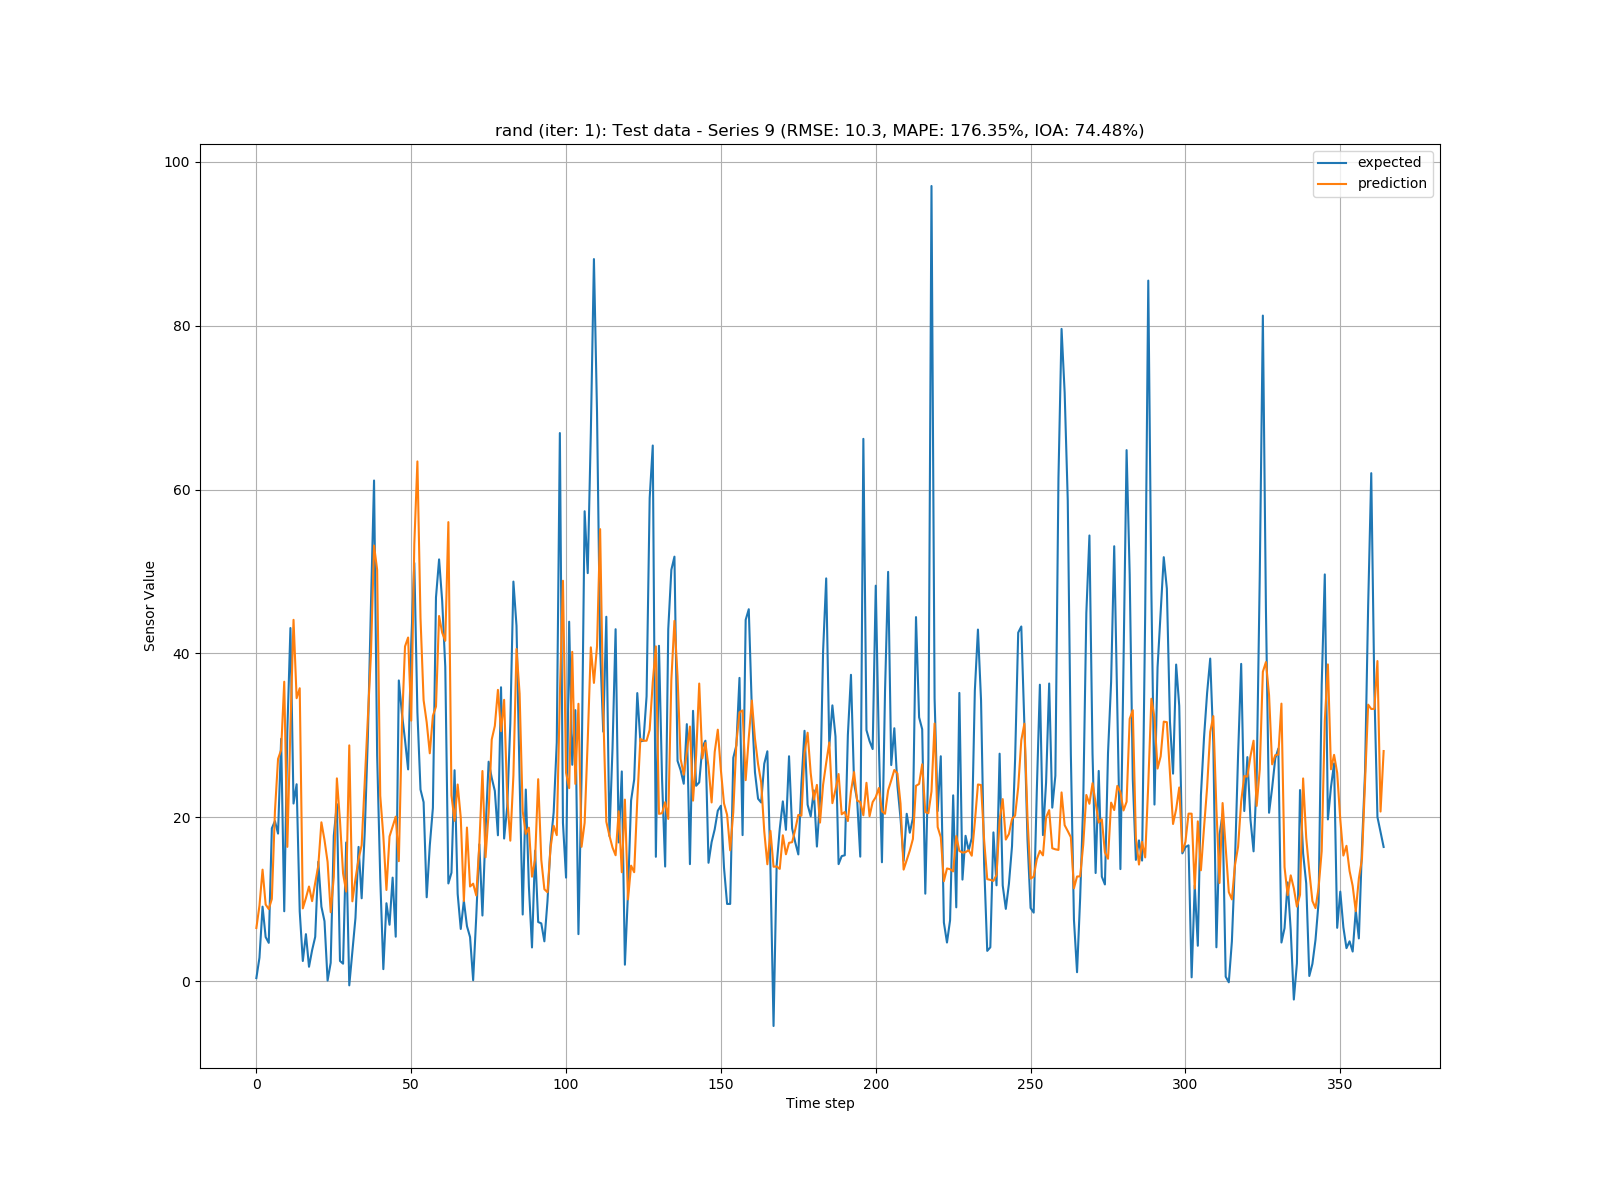 rand (iter: 1): Test data - Series 9 (RMSE: 10.3, MAPE: 176.35%, IOA: 74.48%)
expected
prediction
100
80
60
40
20
0
Sensor Value
0 50 100 150 200 250 300 350
Time step